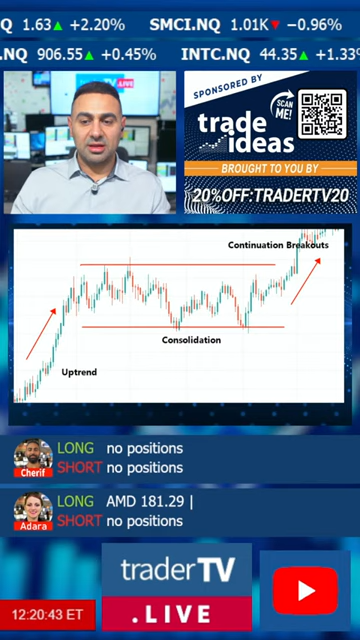 Q 1.63▲ +2.20% SMCI.NQ 1.01K▼ −0.96%
.NQ 906.55▲ +0.45% INTC.NQ 44.35▲ +1.33%
TV
.LIVE
SPONSORED BY
SCAN ME!
trade
ideas
BROUGHT TO YOU BY
20%OFF:TRADERTV20
Continuation Breakouts
Consolidation
Uptrend
LONG no positions
SHORT no positions
Cherif
LONG AMD 181.29 |
SHORT no positions
Adara
traderTV
.LIVE
12:20:43 ET